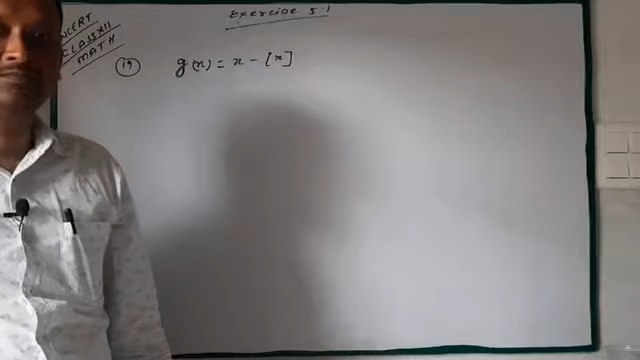 Exercise 5.1
NCERT
CLASS XII
MATH
(19) g(x) = x - [x]